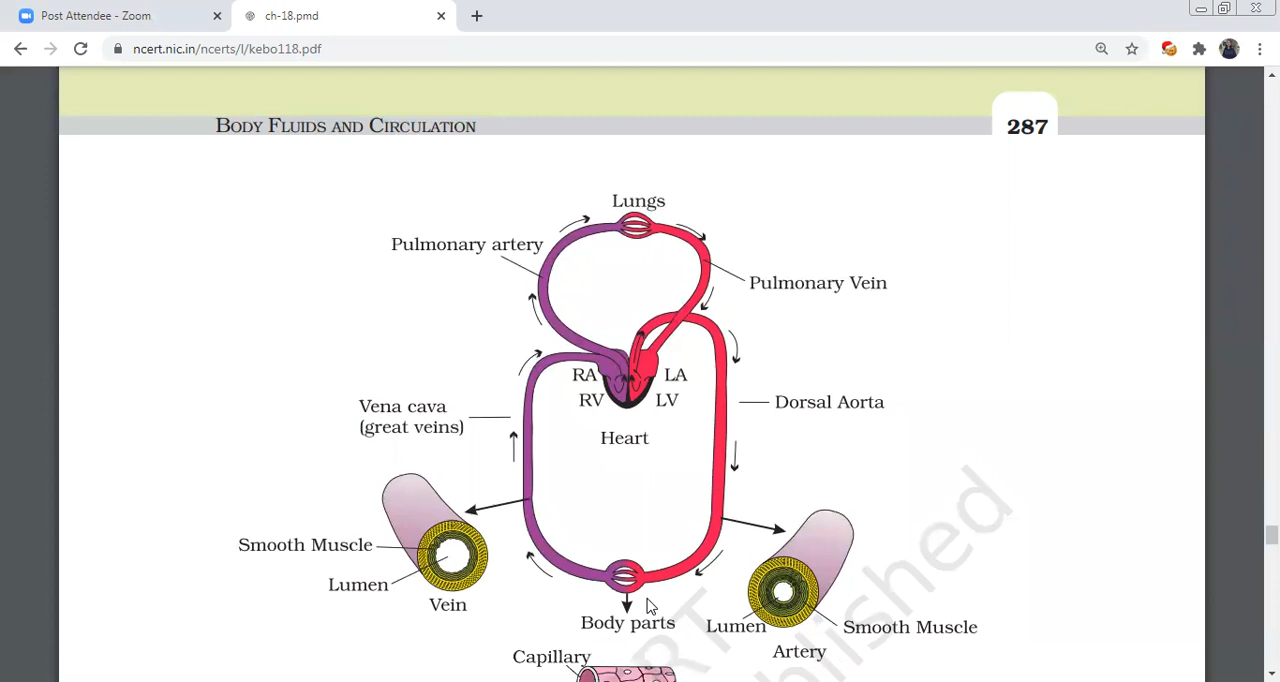 Post Attendee - Zoom
ch-18.pmd
ncert.nic.in/ncerts/l/kebo118.pdf
BODY FLUIDS AND CIRCULATION
287
Lungs
Pulmonary artery
Pulmonary Vein
RA
LA
RV
LV
Heart
Vena cava
(great veins)
Dorsal Aorta
Smooth Muscle
Lumen
Vein
Body parts
Lumen
Smooth Muscle
Artery
Capillary